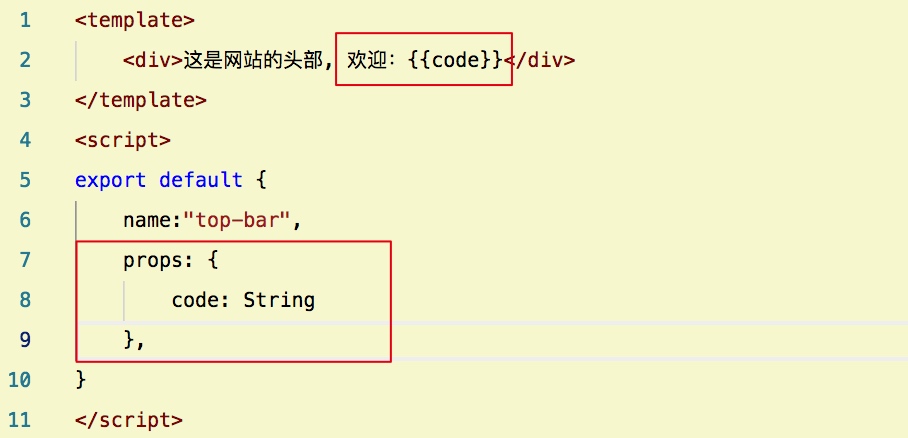 1 <template>
2 <div>这是网站的头部, 欢迎：{{code}}</div>
3 </template>
4 <script>
5 export default {
6 name:"top-bar",
7 props: {
8 code: String
9 },
10 }
11 </script>